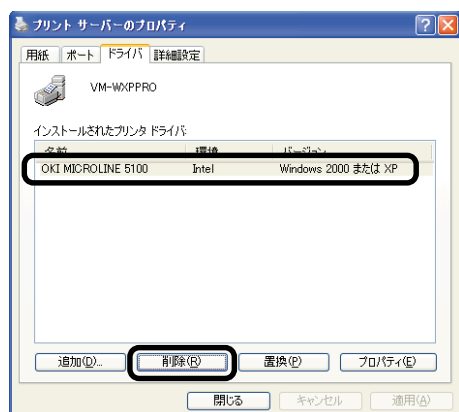 プリント サーバーのプロパティ
用紙 ポート ドライバ 詳細設定
VM-WXPPRO
インストールされたプリンタ ドライバ:
名前 環境 バージョン
OKI MICROLINE 5100 Intel Windows 2000 または XP
追加(D)... 削除(R) 置換(P) プロパティ(E)
閉じる キャンセル 適用(A)